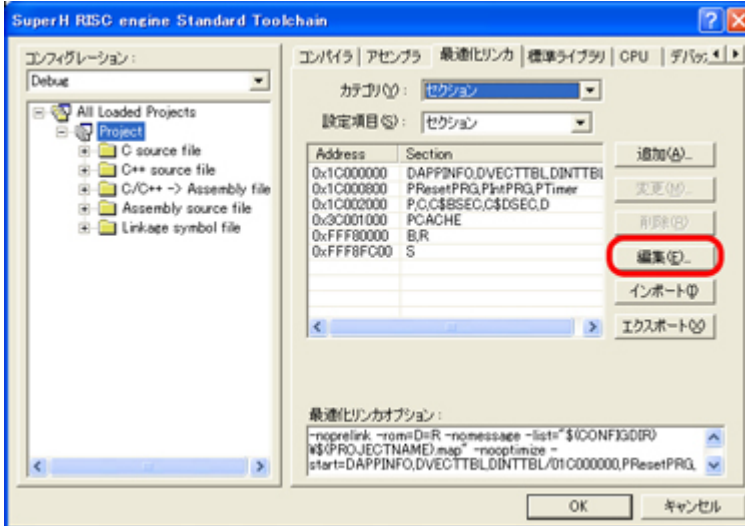 SuperH RISC engine Standard Toolchain
コンフィグレーション :
Debug
All Loaded Projects
Project
C source file
C++ source file
C/C++ -> Assembly file
Assembly source file
Linkage symbol file
コンパイラ アセンブラ 最適化リンカ 標準ライブラリ CPU デバッ
カテゴリ(Y) : セクション
設定項目(S) : セクション
Address Section
0x1C000000 DAPPINFO,DVECTTBL,DINTTBL
0x1C000800 PResetPRG,PIntPRG,PTimer
0x1C002000 P,C,C$BSEC,C$DSEC,D
0x3C001000 PCACHE
0xFFF80000 B,R
0xFFF8FC00 S
追加(A)...
変更(M)...
削除(R)
編集(E)...
インポート(I)
エクスポート(X)
最適化リンカオプション :
-noprelink -rom=D=R -nomessage -list="$(CONFIGDIR)
¥$(PROJECTNAME).map" -nooptimize -
start=DAPPINFO,DVECTTBL,DINTTBL/01C000000,PResetPRG,
OK キャンセル